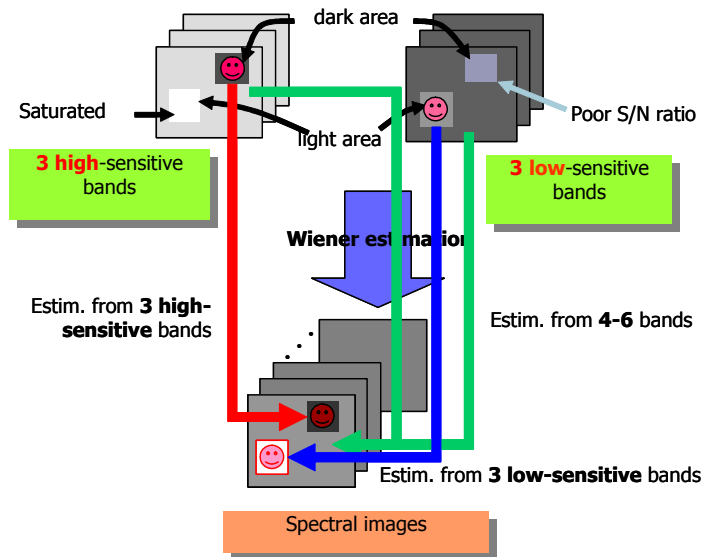 dark area
Saturated
light area
Poor S/N ratio
3 high-sensitive
bands
3 low-sensitive
bands
Wiener estimation
Estim. from 3 high-
sensitive bands
Estim. from 4-6 bands
Estim. from 3 low-sensitive bands
Spectral images